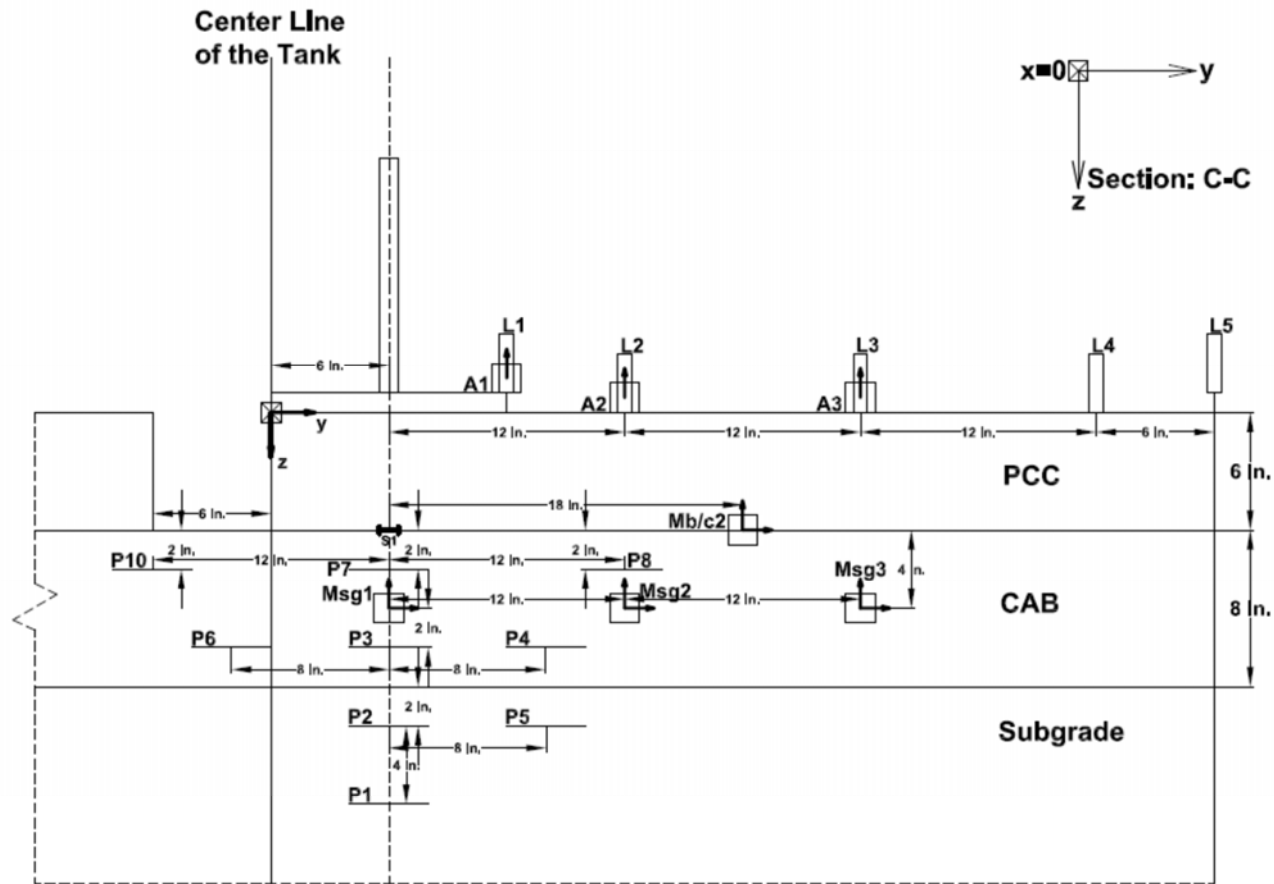 Center Line
of the Tank
x=0
y
Section: C-C
z
L1
L2
L3
L4
L5
6 In.
A1
A2
A3
y
z
12 In.
12 In.
12 In.
6 In.
PCC
6 In.
18 In.
6 In.
Mb/c2
S1
2 In.
12 In.
2 In.
12 In.
2 In.
P10
P7
P8
4 In.
Msg1
Msg2
Msg3
12 In.
12 In.
CAB
8 In.
2 In.
P6
P3
P4
8 In.
8 In.
2 In.
P2
P5
Subgrade
8 In.
4 In.
P1